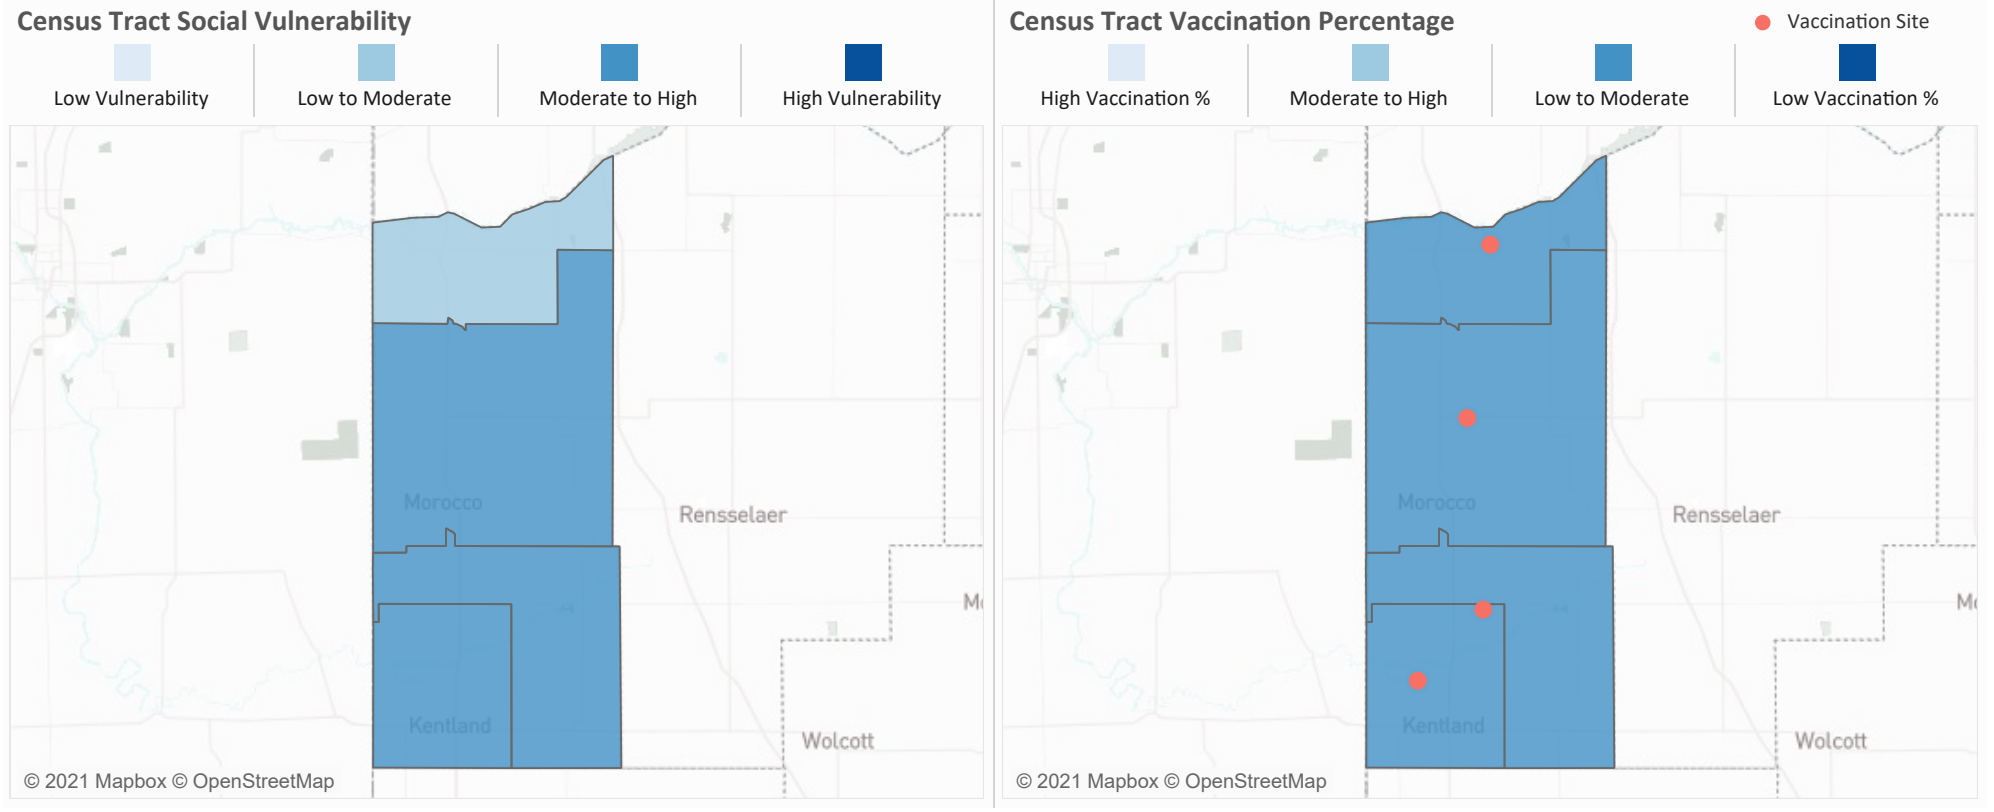 Census Tract Social Vulnerability
Low Vulnerability
Low to Moderate
Moderate to High
High Vulnerability
Morocco
Rensselaer
Kentland
Wolcott
© 2021 Mapbox © OpenStreetMap
Census Tract Vaccination Percentage
Vaccination Site
High Vaccination %
Moderate to High
Low to Moderate
Low Vaccination %
Morocco
Rensselaer
Kentland
Wolcott
© 2021 Mapbox © OpenStreetMap